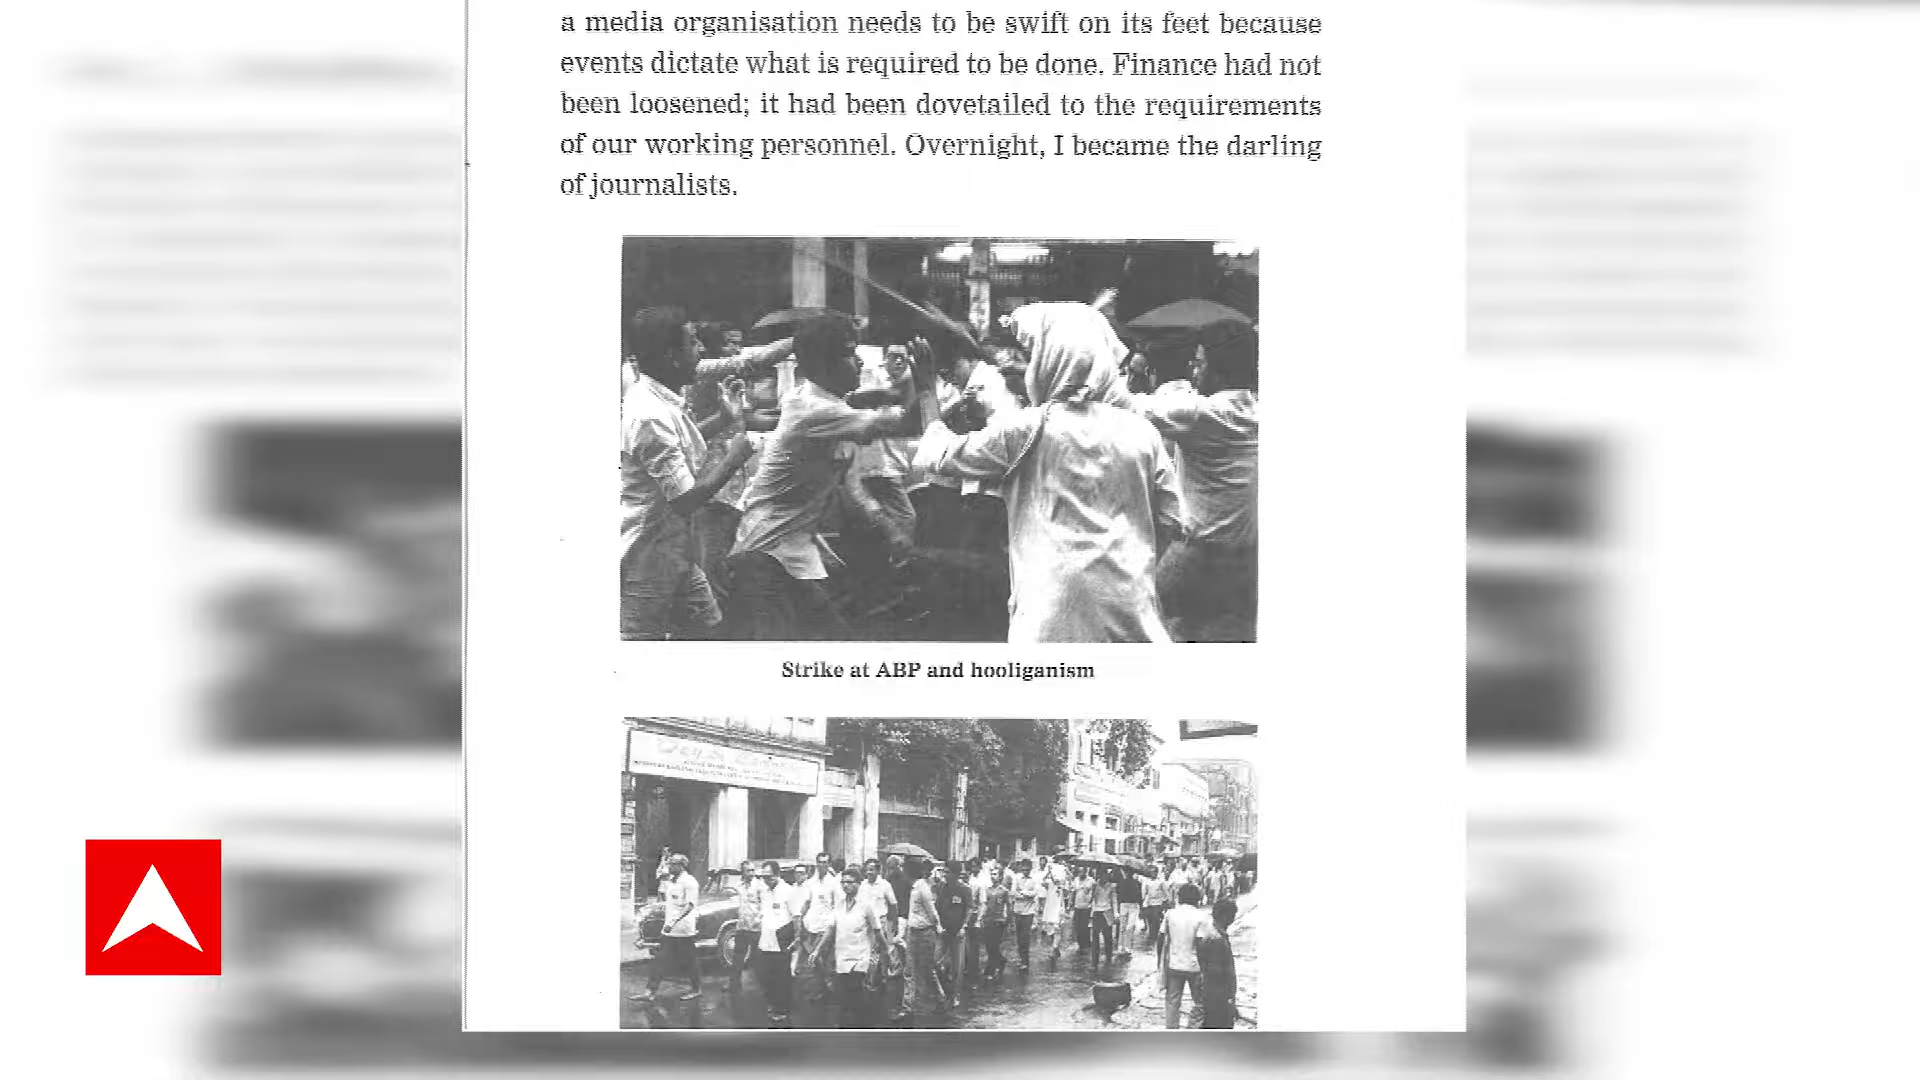 a media organisation needs to be swift on its feet because
events dictate what is required to be done. Finance had not
been loosened; it had been dovetailed to the requirements
of our working personnel. Overnight, I became the darling
of journalists.
Strike at ABP and hooliganism